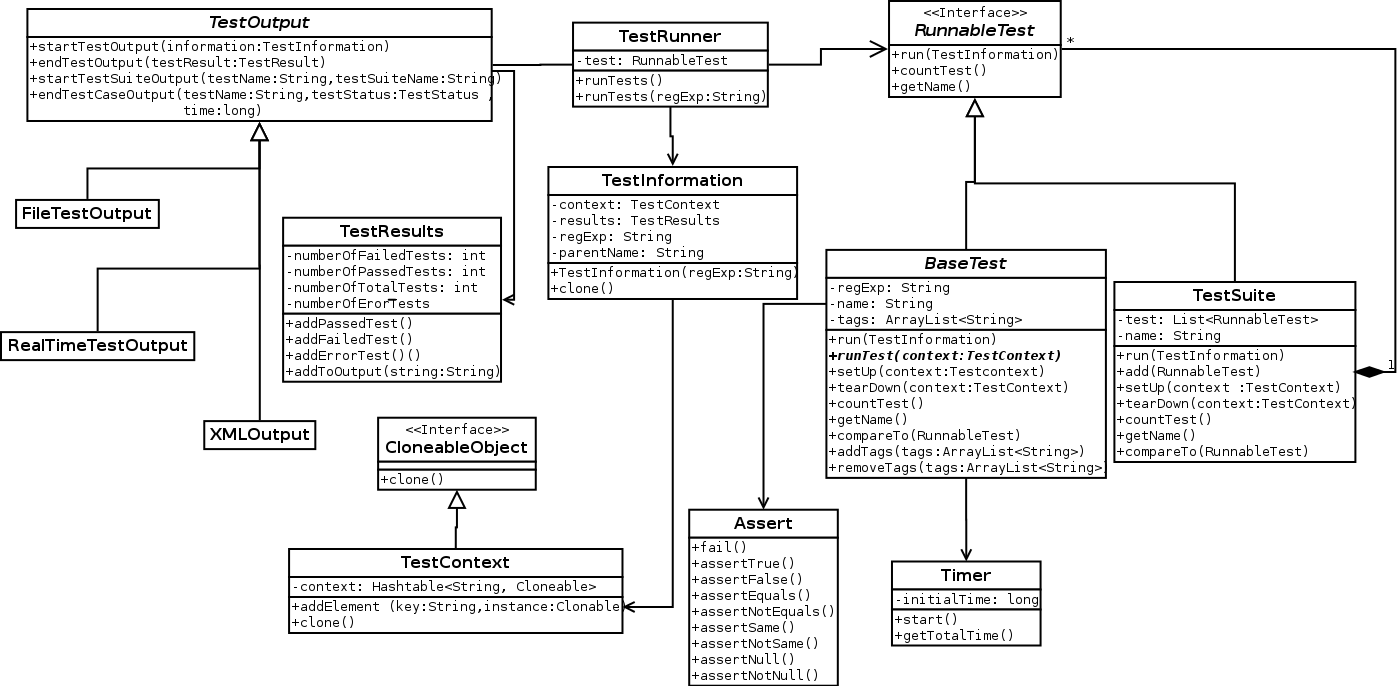 TestOutput
+startTestOutput(information:TestInformation)
+endTestOutput(testResult:TestResult)
+startTestSuiteOutput(testName:String,testSuiteName:String)
+endTestCaseOutput(testName:String,testStatus:TestStatus ,
time:long)
FileTestOutput
RealTimeTestOutput
XMLOutput
TestResults
-numberOfFailedTests: int
-numberOfPassedTests: int
-numberOfTotalTests: int
-numberOfErorTests
+addPassedTest()
+addFailedTest()
+addErrorTest()()
+addToOutput(string:String)
TestRunner
-test: RunnableTest
+runTests()
+runTests(regExp:String)
TestInformation
-context: TestContext
-results: TestResults
-regExp: String
-parentName: String
+TestInformation(regExp:String)
+clone()
<<Interface>>
CloneableObject
+clone()
TestContext
-context: Hashtable<String, Cloneable>
+addElement (key:String,instance:Clonable)
+clone()
<<Interface>>
RunnableTest
+run(TestInformation)
+countTest()
+getName()
*
BaseTest
-regExp: String
-name: String
-tags: ArrayList<String>
+run(TestInformation)
+runTest(context:TestContext)
+setUp(context:Testcontext)
+tearDown(context:TestContext)
+countTest()
+getName()
+compareTo(RunnableTest)
+addTags(tags:ArrayList<String>)
+removeTags(tags:ArrayList<String>)
TestSuite
-test: List<RunnableTest>
-name: String
+run(TestInformation)
+add(RunnableTest)
+setUp(context :TestContext)
+tearDown(context:TestContext)
+countTest()
+getName()
+compareTo(RunnableTest)
1
Assert
+fail()
+assertTrue()
+assertFalse()
+assertEquals()
+assertNotEquals()
+assertSame()
+assertNotSame()
+assertNull()
+assertNotNull()
Timer
-initialTime: long
+start()
+getTotalTime()